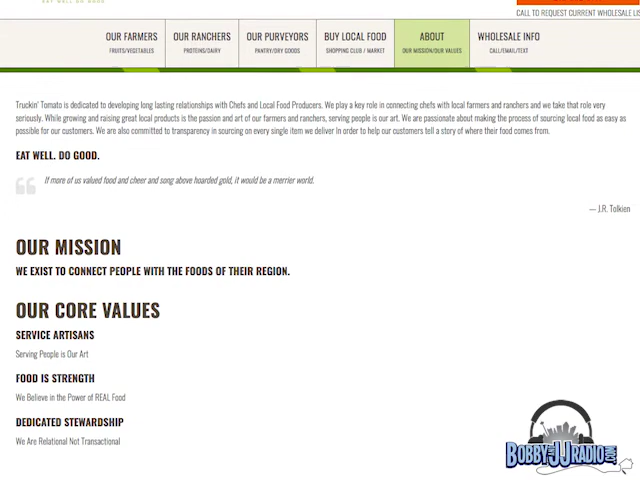 EAT WELL DO GOOD
CALL TO REQUEST CURRENT WHOLESALE LIS
OUR FARMERS
FRUITS/VEGETABLES
OUR RANCHERS
PROTEINS/DAIRY
OUR PURVEYORS
PANTRY/DRY GOODS
BUY LOCAL FOOD
SHOPPING CLUB / MARKET
ABOUT
OUR MISSION/OUR VALUES
WHOLESALE INFO
CALL/EMAIL/TEXT
Truckin' Tomato is dedicated to developing long lasting relationships with Chefs and Local Food Producers. We play a key role in connecting chefs with local farmers and ranchers and we take that role very
seriously. While growing and raising great local products is the passion and art of our farmers and ranchers, serving people is our art. We are passionate about making the process of sourcing local food as easy as
possible for our customers. We are also committed to transparency in sourcing on every single item we deliver in order to help our customers tell a story of where their food comes from.
EAT WELL. DO GOOD.
If more of us valued food and cheer and song above hoarded gold, it would be a merrier world.
— J.R. Tolkien
OUR MISSION
WE EXIST TO CONNECT PEOPLE WITH THE FOODS OF THEIR REGION.
OUR CORE VALUES
SERVICE ARTISANS
Serving People is Our Art
FOOD IS STRENGTH
We Believe in the Power of REAL Food
DEDICATED STEWARDSHIP
We Are Relational Not Transactional
BOBBY JJ RADIO.COM